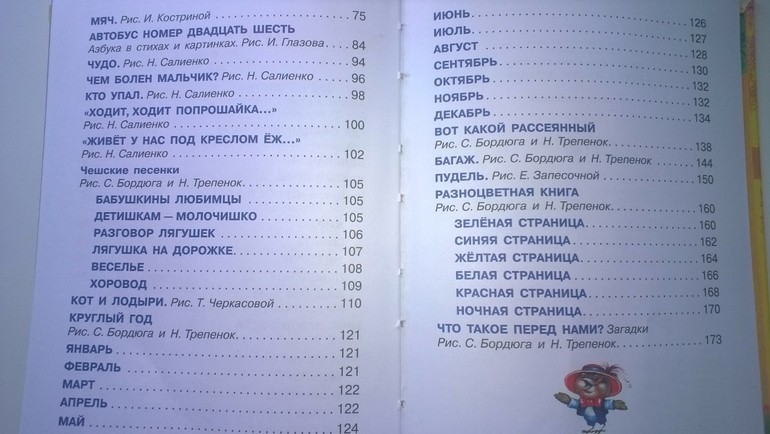 МЯЧ. Рис. И. Костриной . . . . . . . . . . . . . . . . . . . . . . . 75
АВТОБУС НОМЕР ДВАДЦАТЬ ШЕСТЬ
Азбука в стихах и картинках. Рис. И. Глазова . . . . 84
ЧУДО. Рис. Н. Салиенко . . . . . . . . . . . . . . . . . . . . . . 94
ЧЕМ БОЛЕН МАЛЬЧИК? Рис. Н. Салиенко . . . . . 96
КТО УПАЛ. Рис. Н. Салиенко . . . . . . . . . . . . . . . . . 98
«ХОДИТ, ХОДИТ ПОПРОШАЙКА...»
Рис. Н. Салиенко . . . . . . . . . . . . . . . . . . . . . . . . . . 100
«ЖИВЁТ У НАС ПОД КРЕСЛОМ ЁЖ...»
Рис. Н. Салиенко . . . . . . . . . . . . . . . . . . . . . . . . . . 102
Чешские песенки
Рис. С. Бордюга и Н. Трепенок . . . . . . . . . . . . . . . 105
БАБУШКИНЫ ЛЮБИМЦЫ . . . . . . . . . . . . . . . . 105
ДЕТИШКАМ — МОЛОЧИШКО . . . . . . . . . . . . . 105
РАЗГОВОР ЛЯГУШЕК . . . . . . . . . . . . . . . . . . . 106
ЛЯГУШКА НА ДОРОЖКЕ . . . . . . . . . . . . . . . . . 107
ВЕСЕЛЬЕ . . . . . . . . . . . . . . . . . . . . . . . . . . . . . 108
ХОРОВОД . . . . . . . . . . . . . . . . . . . . . . . . . . . . 109
КОТ И ЛОДЫРИ. Рис. Т. Черкасовой . . . . . . . . . . . 110
КРУГЛЫЙ ГОД
Рис. С. Бордюга и Н. Трепенок . . . . . . . . . . . . . . . 121
ЯНВАРЬ . . . . . . . . . . . . . . . . . . . . . . . . . . . . . . 121
ФЕВРАЛЬ . . . . . . . . . . . . . . . . . . . . . . . . . . . . . 121
МАРТ . . . . . . . . . . . . . . . . . . . . . . . . . . . . . . . . 122
АПРЕЛЬ . . . . . . . . . . . . . . . . . . . . . . . . . . . . . . 122
МАЙ . . . . . . . . . . . . . . . . . . . . . . . . . . . . . . . . . 124
ИЮНЬ . . . . . . . . . . . . . . . . . . . . . . . . . . . . . . . . 126
ИЮЛЬ . . . . . . . . . . . . . . . . . . . . . . . . . . . . . . . . 127
АВГУСТ . . . . . . . . . . . . . . . . . . . . . . . . . . . . . . 128
СЕНТЯБРЬ . . . . . . . . . . . . . . . . . . . . . . . . . . . . 130
ОКТЯБРЬ . . . . . . . . . . . . . . . . . . . . . . . . . . . . . 132
НОЯБРЬ . . . . . . . . . . . . . . . . . . . . . . . . . . . . . . 132
ДЕКАБРЬ . . . . . . . . . . . . . . . . . . . . . . . . . . . . . 134
ВОТ КАКОЙ РАССЕЯННЫЙ
Рис. С. Бордюга и Н. Трепенок . . . . . . . . . . . . . . . 138
БАГАЖ. Рис. С. Бордюга и Н. Трепенок . . . . . . . 144
ПУДЕЛЬ. Рис. Е. Запесочной . . . . . . . . . . . . . . . . 150
РАЗНОЦВЕТНАЯ КНИГА
Рис. С. Бордюга и Н. Трепенок . . . . . . . . . . . . . . . 160
ЗЕЛЁНАЯ СТРАНИЦА . . . . . . . . . . . . . . . . . . . 160
СИНЯЯ СТРАНИЦА . . . . . . . . . . . . . . . . . . . . . 162
ЖЁЛТАЯ СТРАНИЦА . . . . . . . . . . . . . . . . . . . . 164
БЕЛАЯ СТРАНИЦА . . . . . . . . . . . . . . . . . . . . . 166
КРАСНАЯ СТРАНИЦА . . . . . . . . . . . . . . . . . . . 168
НОЧНАЯ СТРАНИЦА . . . . . . . . . . . . . . . . . . . . 170
ЧТО ТАКОЕ ПЕРЕД НАМИ? Загадки
Рис. С. Бордюга и Н. Трепенок . . . . . . . . . . . . . . . 173